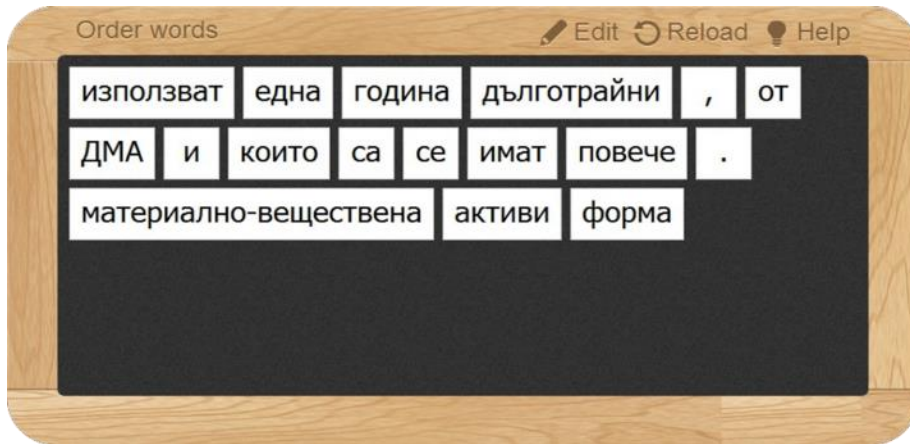 Order words Edit Reload Help
използват една година дълготрайни , от
ДМА и които са се имат повече .
материално-веществена активи форма